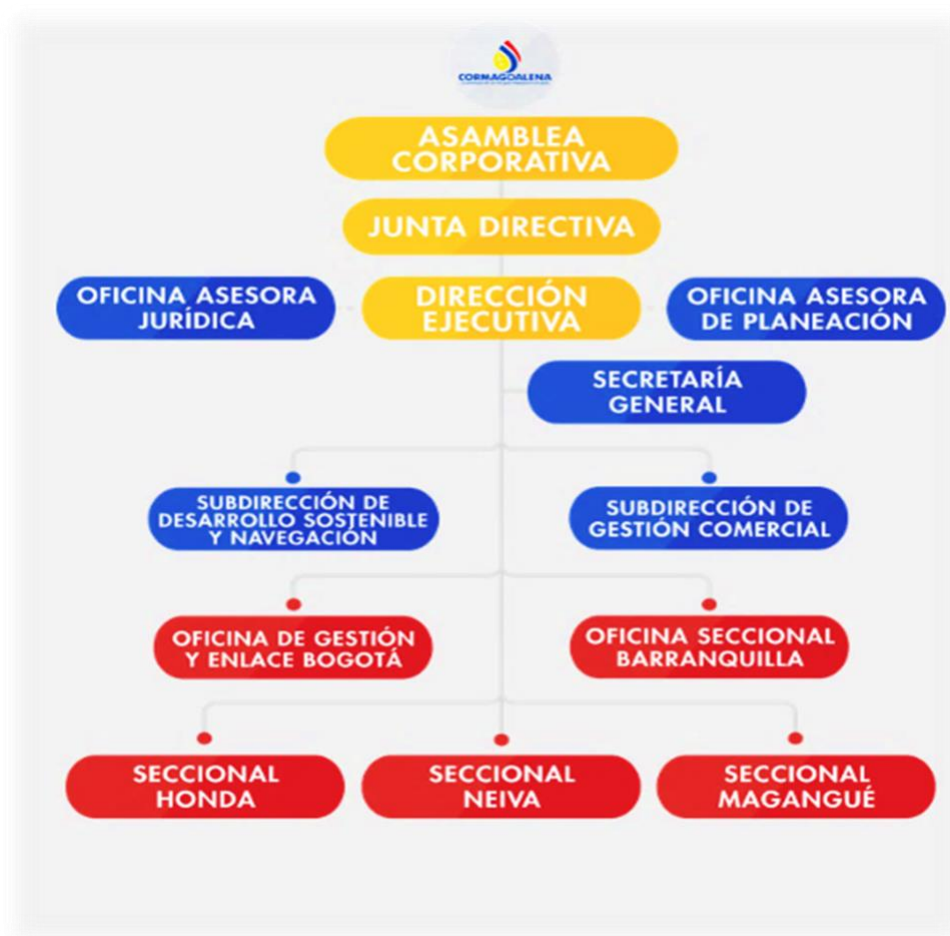 CORMAGDALENA
ASAMBLEA
CORPORATIVA
JUNTA DIRECTIVA
OFICINA ASESORA
JURÍDICA
DIRECCIÓN
EJECUTIVA
OFICINA ASESORA
DE PLANEACIÓN
SECRETARÍA
GENERAL
SUBDIRECCIÓN DE
DESARROLLO SOSTENIBLE
Y NAVEGACIÓN
SUBDIRECCIÓN DE
GESTIÓN COMERCIAL
OFICINA DE GESTIÓN
Y ENLACE BOGOTÁ
OFICINA SECCIONAL
BARRANQUILLA
SECCIONAL
HONDA
SECCIONAL
NEIVA
SECCIONAL
MAGANGUÉ